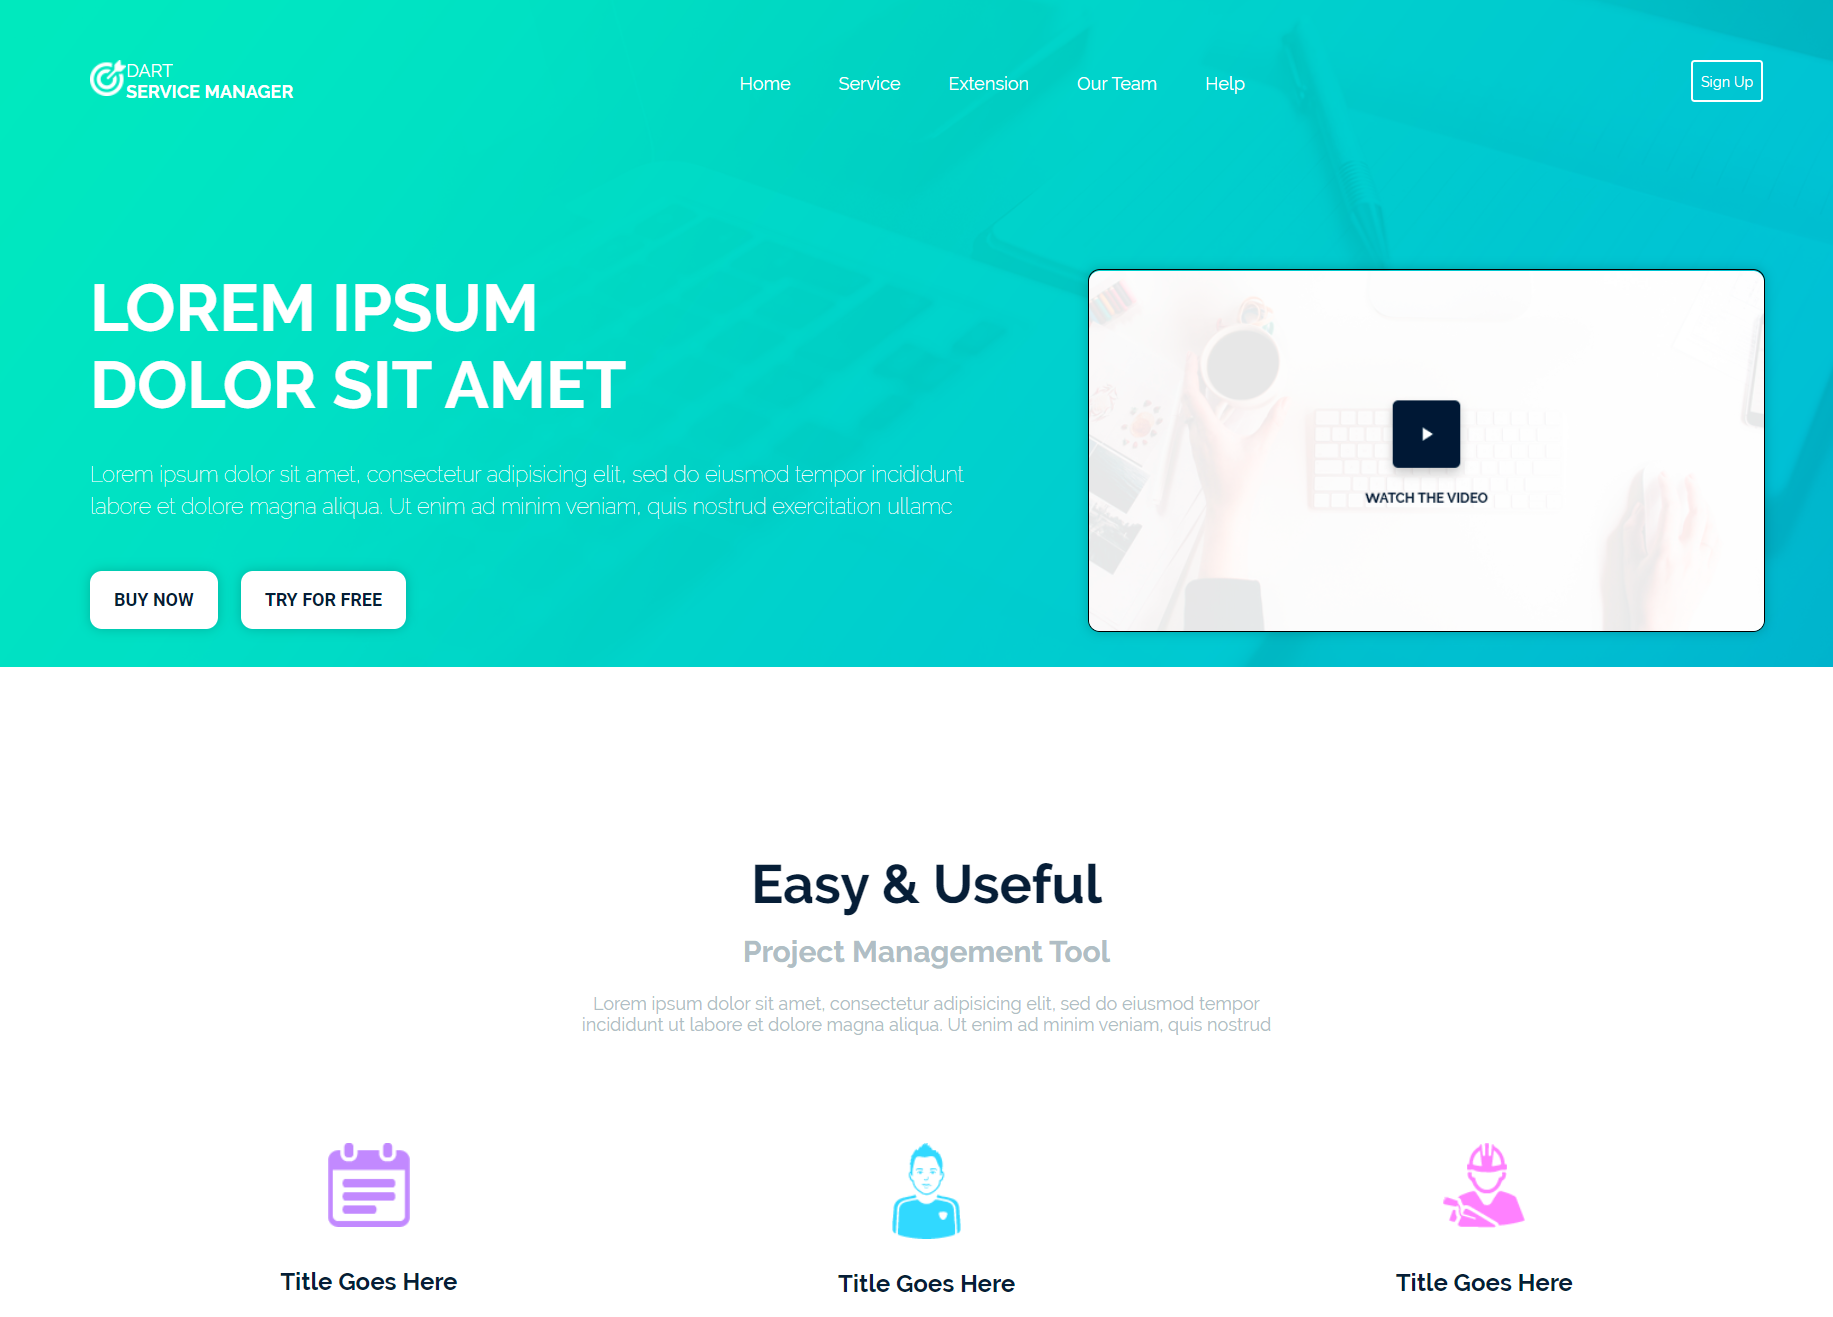 DART
SERVICE MANAGER
Home Service Extension Our Team Help
Sign Up
LOREM IPSUM
DOLOR SIT AMET
Lorem ipsum dolor sit amet, consectetur adipisicing elit, sed do eiusmod tempor incididunt
labore et dolore magna aliqua. Ut enim ad minim veniam, quis nostrud exercitation ullamc
BUY NOW
TRY FOR FREE
WATCH THE VIDEO
Easy & Useful
Project Management Tool
Lorem ipsum dolor sit amet, consectetur adipisicing elit, sed do eiusmod tempor
incididunt ut labore et dolore magna aliqua. Ut enim ad minim veniam, quis nostrud
Title Goes Here
Title Goes Here
Title Goes Here